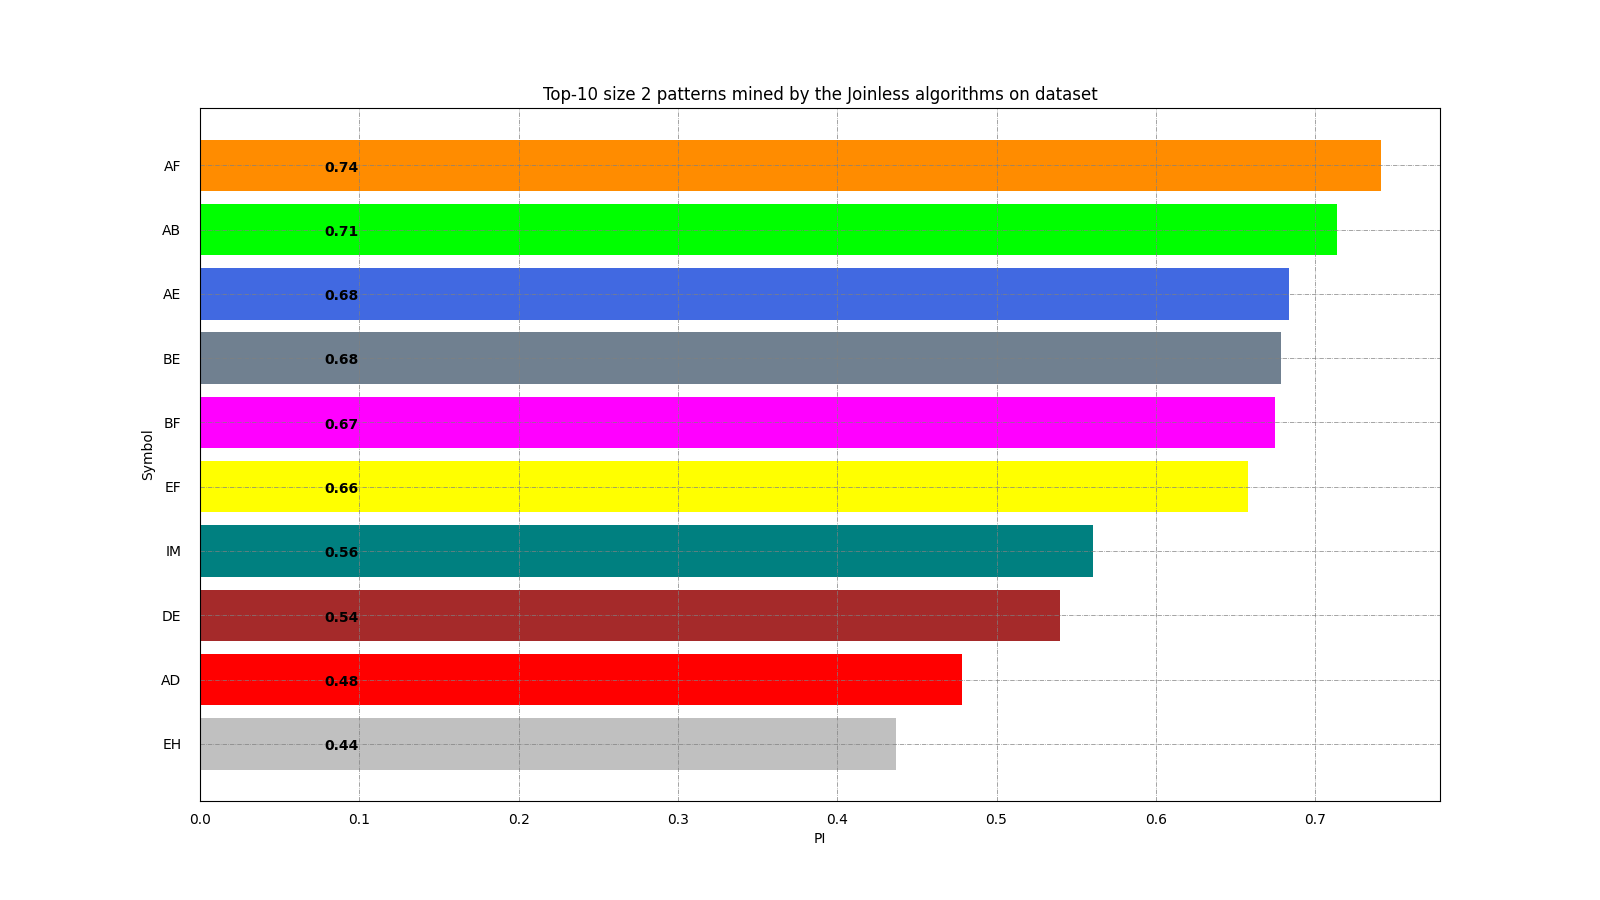 Top-10 size 2 patterns mined by the Joinless algorithms on dataset
AF 0.74
AB 0.71
AE 0.68
BE 0.68
BF 0.67
Symbol
EF 0.66
IM 0.56
DE 0.54
AD 0.48
EH 0.44
0.0 0.1 0.2 0.3 0.4 0.5 0.6 0.7
PI